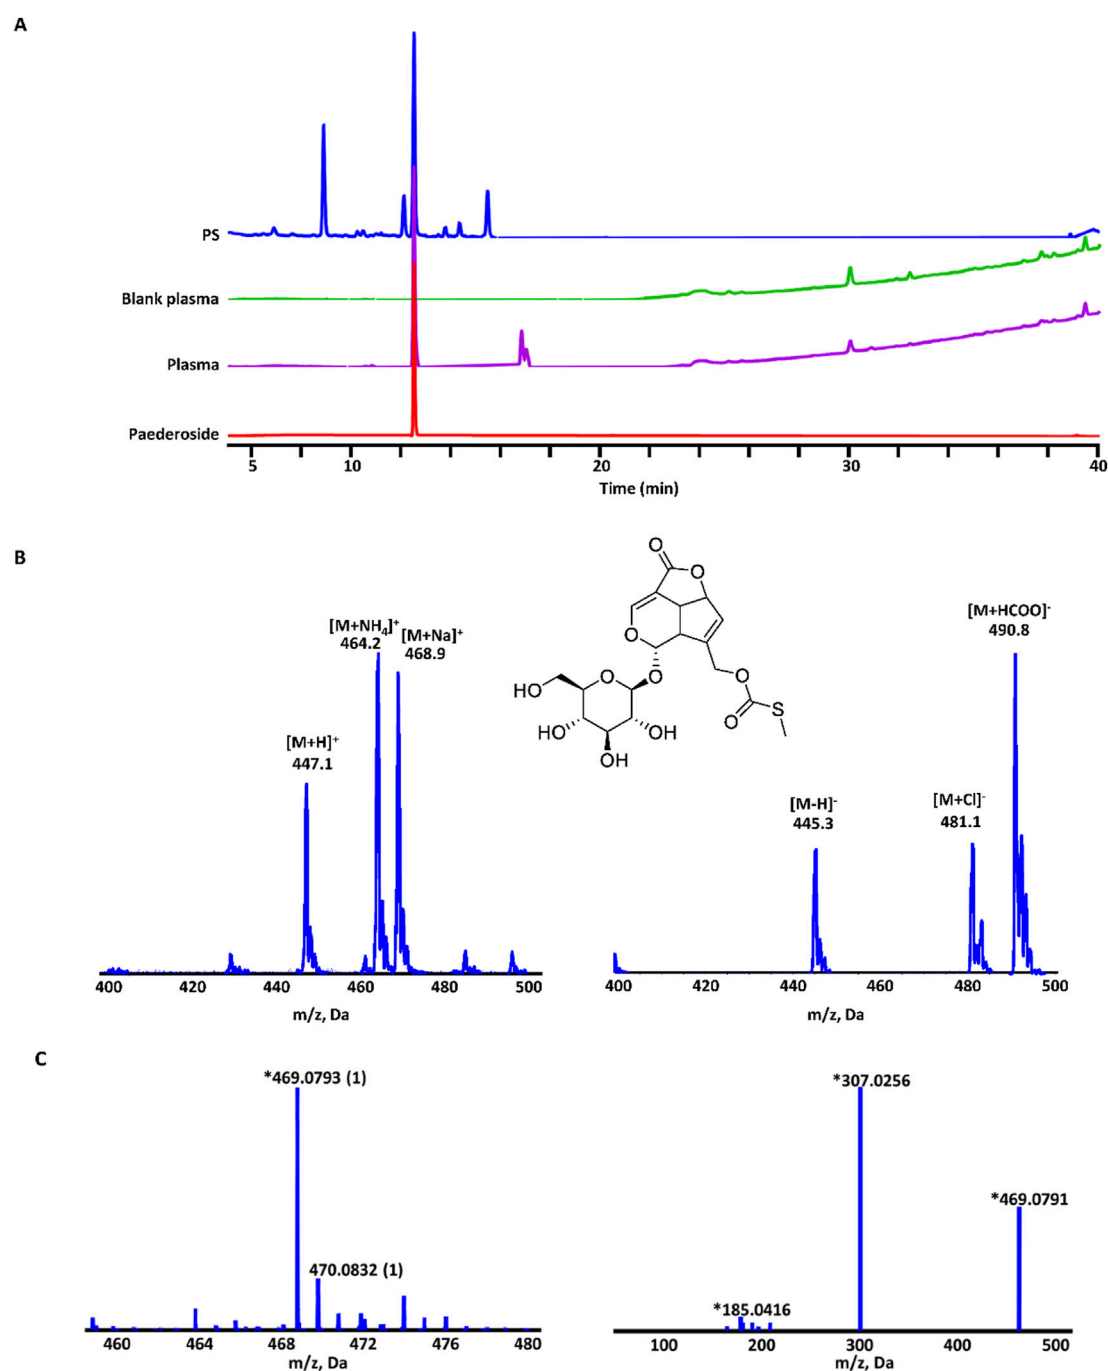 A
PS
Blank plasma
Plasma
Paederoside
5 10 20 30 40
Time (min)
B
[M+H]⁺
447.1
[M+NH₄]⁺
464.2
[M+Na]⁺
468.9
O
O
O
O
O
HO
HO
OH
OH
O
O
S
[M-H]⁻
445.3
[M+Cl]⁻
481.1
[M+HCOO]⁻
490.8
400 420 440 460 480 500
m/z, Da
400 420 440 460 480 500
m/z, Da
C
*469.0793 (1)
470.0832 (1)
460 464 468 472 476 480
m/z, Da
*307.0256
*469.0791
*185.0416
100 200 300 400 500
m/z, Da